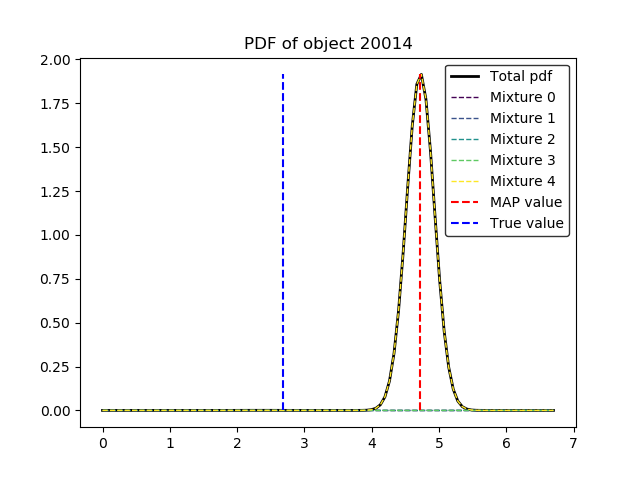 PDF of object 20014
2.00
1.75
1.50
1.25
1.00
0.75
0.50
0.25
0.00
0 1 2 3 4 5 6 7
Total pdf
Mixture 0
Mixture 1
Mixture 2
Mixture 3
Mixture 4
MAP value
True value